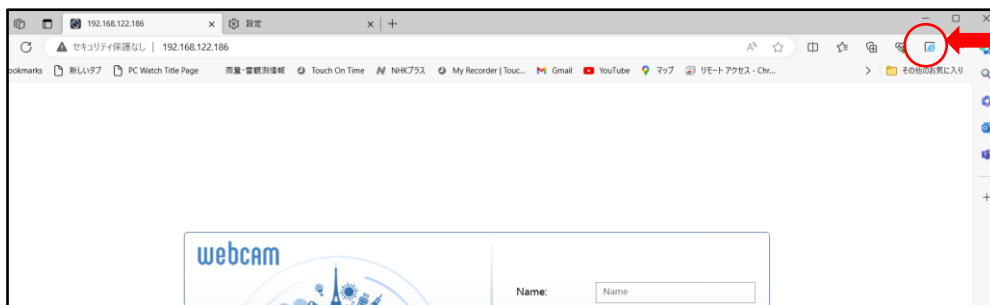 192.168.122.186
設定
セキュリティ保護なし | 192.168.122.186
ookmarks 新しいタブ PC Watch Title Page 雨量・雷観測情報 Touch On Time NHKプラス My Recorder | Touc... Gmail YouTube マップ リモート アクセス - Chr... その他のお気に入り
webcam
Name: Name